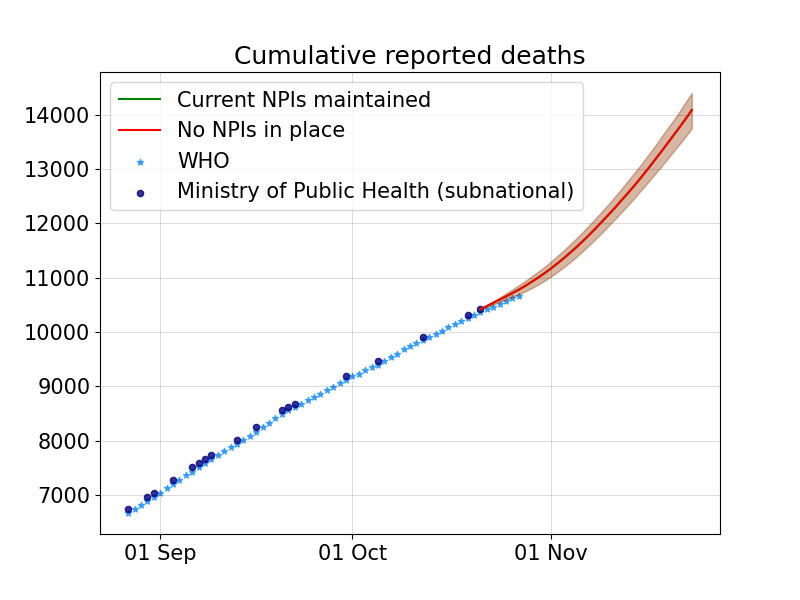 Cumulative reported deaths
Current NPIs maintained
No NPIs in place
WHO
Ministry of Public Health (subnational)
14000
13000
12000
11000
10000
9000
8000
7000
01 Sep
01 Oct
01 Nov